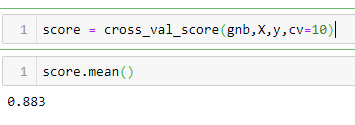 1 score = cross_val_score(gnb,X,y,cv=10)
1 score.mean()
0.883